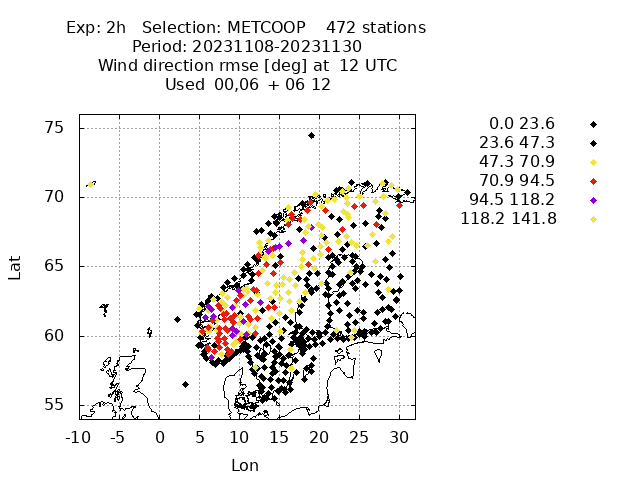 Exp: 2h   Selection: METCOOP    472 stations
Period: 20231108-20231130
Wind direction rmse [deg] at  12 UTC
Used  00,06  + 06 12
0.0 23.6
23.6 47.3
47.3 70.9
70.9 94.5
94.5 118.2
118.2 141.8
75
70
65
60
55
Lat
-10 -5 0 5 10 15 20 25 30
Lon